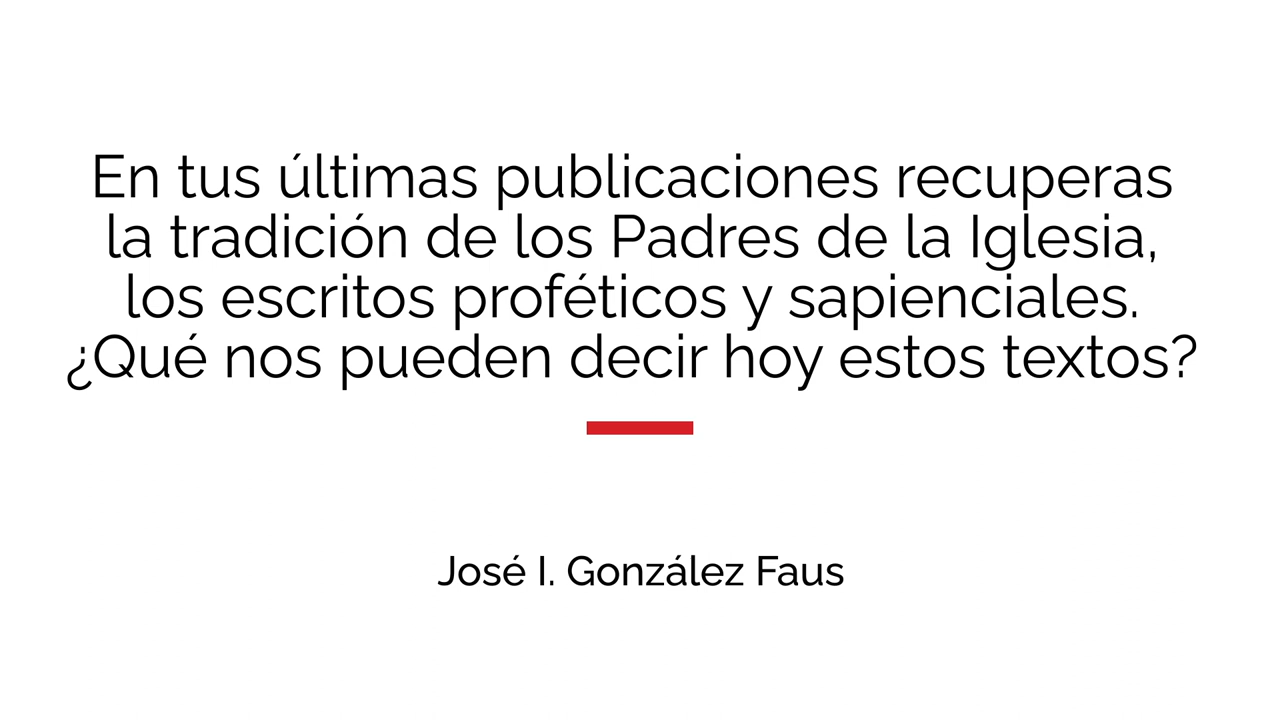 En tus últimas publicaciones recuperas
la tradición de los Padres de la Iglesia,
los escritos proféticos y sapienciales.
¿Qué nos pueden decir hoy estos textos?
José I. González Faus